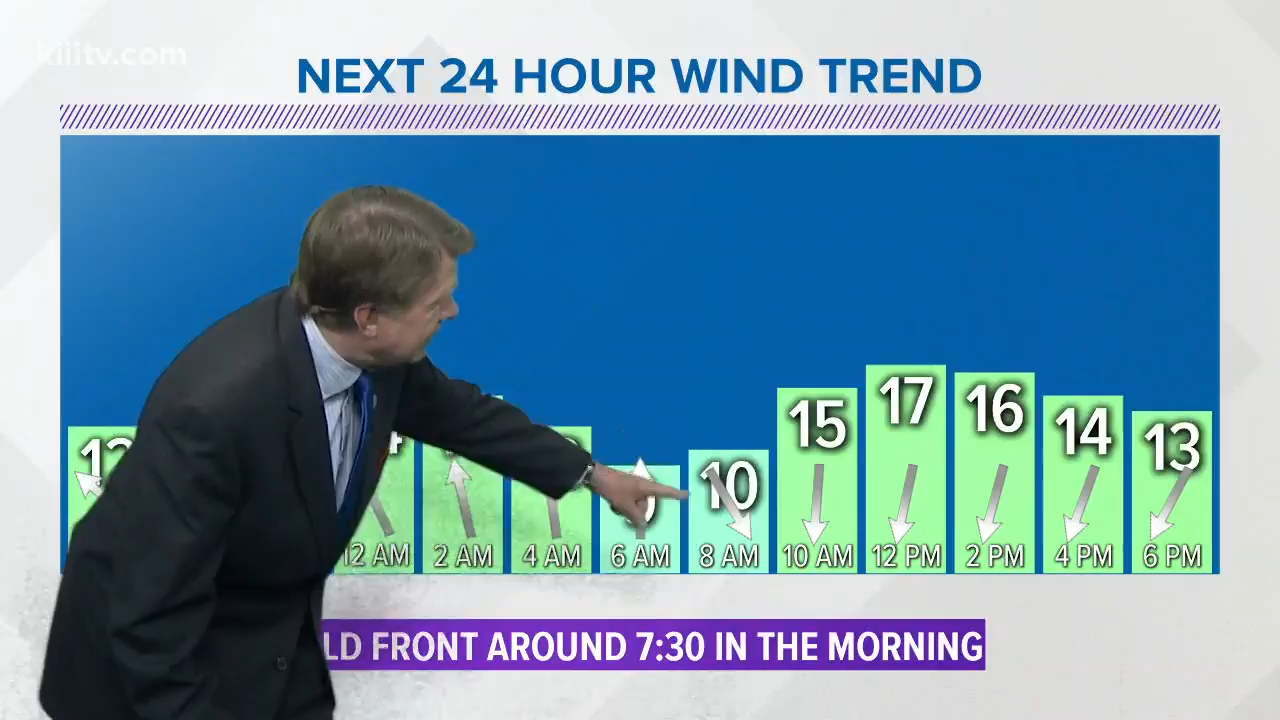 kiiitv.com
NEXT 24 HOUR WIND TREND
10 15 17 16 14 13
12 AM 2 AM 4 AM 6 AM 8 AM 10 AM 12 PM 2 PM 4 PM 6 PM
FRONT AROUND 7:30 IN THE MORNING